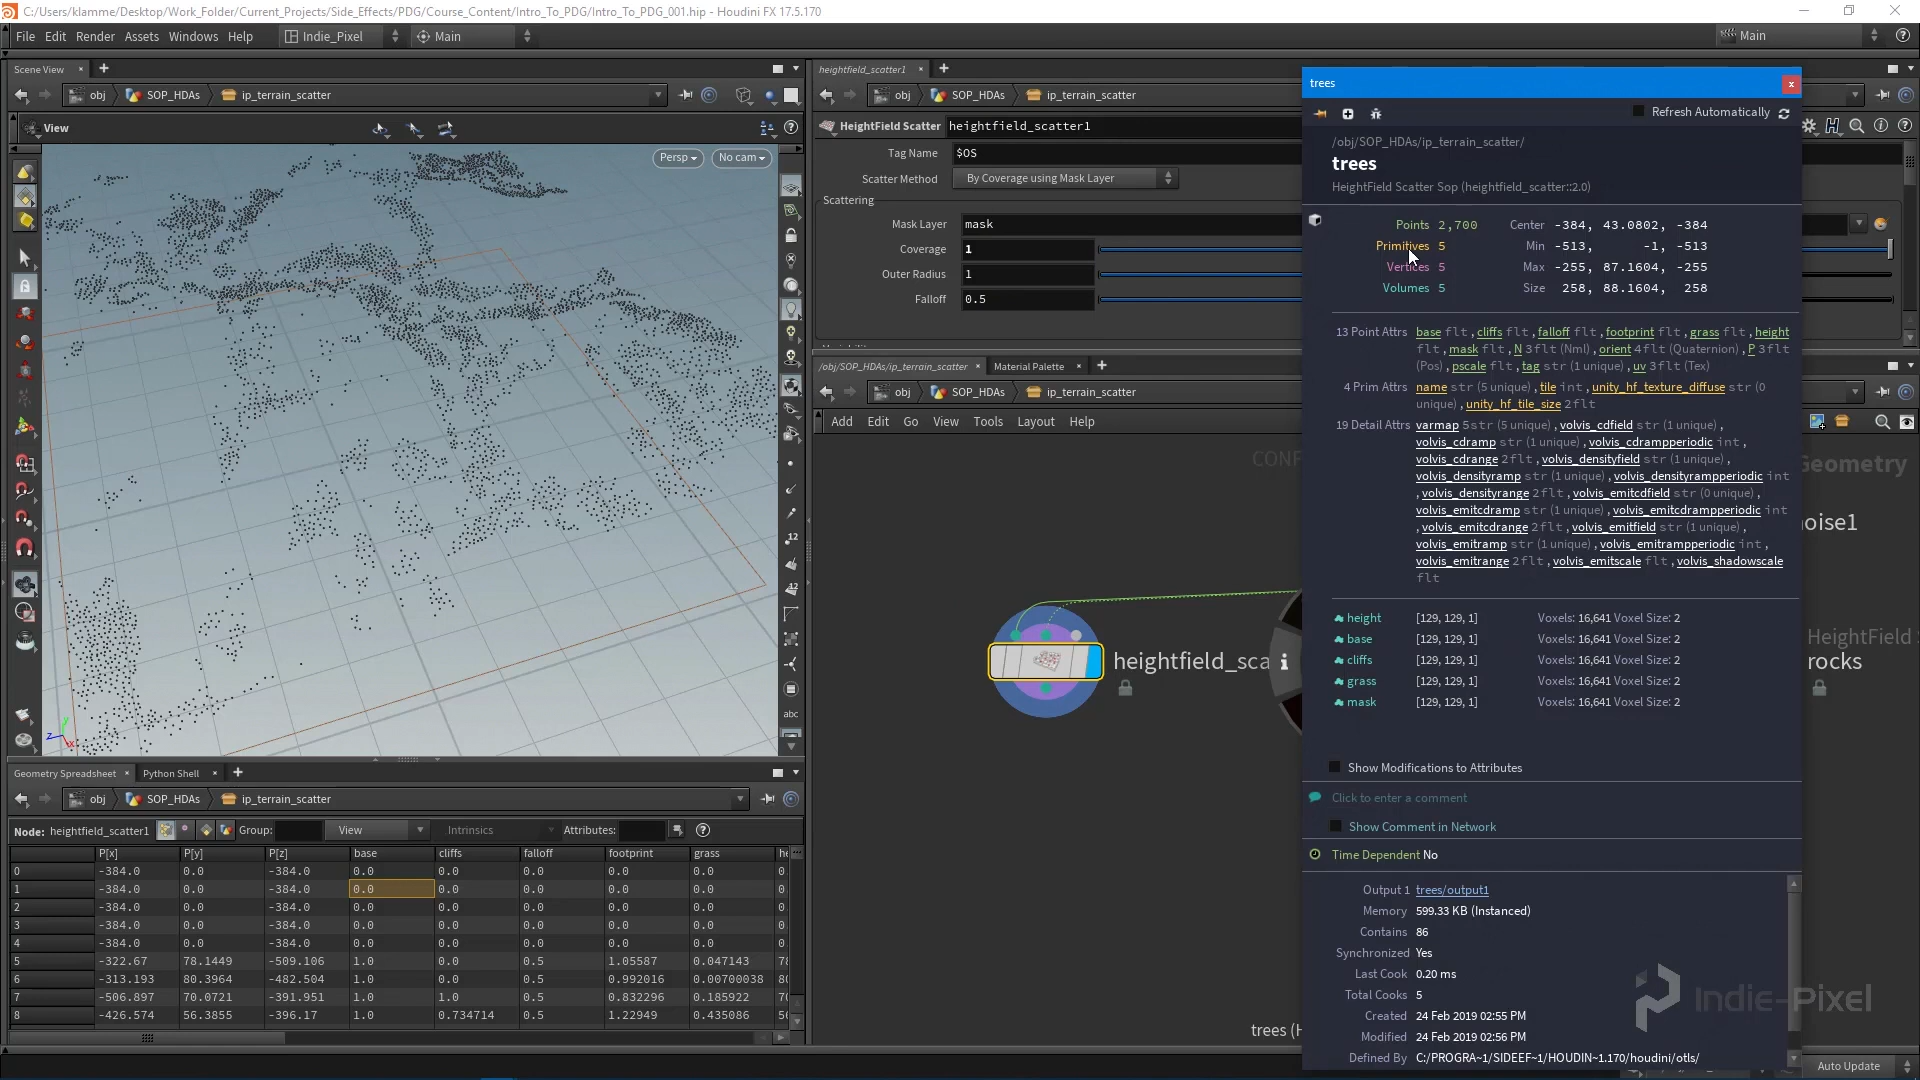 C:/Users/klamme/Desktop/Work_Folder/Current_Projects/Side_Effects/PDG/Course_Content/Intro_To_PDG/Intro_To_PDG_001.hip - Houdini FX 17.5.170
File Edit Render Assets Windows Help Indie_Pixel Main Main
Scene View
obj SOP_HDAs ip_terrain_scatter
View
Persp No cam
heightfield_scatter1
obj SOP_HDAs ip_terrain_scatter
HeightField Scatter heightfield_scatter1
Tag Name $OS
Scatter Method By Coverage using Mask Layer
Scattering
Mask Layer mask
Coverage 1
Outer Radius 1
Falloff 0.5
/obj/SOP_HDAs/ip_terrain_scatter Material Palette
obj SOP_HDAs ip_terrain_scatter
Add Edit Go View Tools Layout Help
CONF
Geometry
oise1
heightfield_sca
HeightField S
rocks
trees (H
trees
Refresh Automatically
/obj/SOP_HDAs/ip_terrain_scatter/
trees
HeightField Scatter Sop (heightfield_scatter::2.0)
Points 2,700 Center -384, 43.0802, -384
Primitives 5 Min -513, -1, -513
Vertices 5 Max -255, 87.1604, -255
Volumes 5 Size 258, 88.1604, 258
13 Point Attrs base flt , cliffs flt , falloff flt , footprint flt , grass flt , height
flt , mask flt , N 3flt (Nml) , orient 4flt (Quaternion) , P 3flt
(Pos) , pscale flt , tag str (1 unique) , uv 3flt (Tex)
4 Prim Attrs name str (5 unique) , tile int , unity_hf_texture_diffuse str (0
unique) , unity_hf_tile_size 2flt
19 Detail Attrs varmap 5str (5 unique) , volvis_cdfield str (1 unique) ,
volvis_cdramp str (1 unique) , volvis_cdrampperiodic int ,
volvis_cdrange 2flt , volvis_densityfield str (1 unique) ,
volvis_densityramp str (1 unique) , volvis_densityrampperiodic int
, volvis_densityrange 2flt , volvis_emitcdfield str (0 unique) ,
volvis_emitcdramp str (1 unique) , volvis_emitcdrampperiodic int
, volvis_emitcdrange 2flt , volvis_emitfield str (1 unique) ,
volvis_emitramp str (1 unique) , volvis_emitrampperiodic int ,
volvis_emitrange 2flt , volvis_emitscale flt , volvis_shadowscale
flt
height [129, 129, 1] Voxels: 16,641 Voxel Size: 2
base [129, 129, 1] Voxels: 16,641 Voxel Size: 2
cliffs [129, 129, 1] Voxels: 16,641 Voxel Size: 2
grass [129, 129, 1] Voxels: 16,641 Voxel Size: 2
mask [129, 129, 1] Voxels: 16,641 Voxel Size: 2
Show Modifications to Attributes
Click to enter a comment
Show Comment in Network
Time Dependent No
Output 1 trees/output1
Memory 599.33 KB (Instanced)
Contains 86
Synchronized Yes
Last Cook 0.20 ms
Total Cooks 5
Created 24 Feb 2019 02:55 PM
Modified 24 Feb 2019 02:56 PM
Defined By C:/PROGRA~1/SIDEEF~1/HOUDIN~1.170/houdini/otls/
Indie-Pixel
Auto Update
Geometry Spreadsheet Python Shell
obj SOP_HDAs ip_terrain_scatter
Node: heightfield_scatter1 Group: View Intrinsics Attributes:
P[x] P[y] P[z] base cliffs falloff footprint grass he
0 -384.0 0.0 -384.0 0.0 0.0 0.0 0.0 0.0 0.
1 -384.0 0.0 -384.0 0.0 0.0 0.0 0.0 0.0 0.
2 -384.0 0.0 -384.0 0.0 0.0 0.0 0.0 0.0 0.
3 -384.0 0.0 -384.0 0.0 0.0 0.0 0.0 0.0 0.
4 -384.0 0.0 -384.0 0.0 0.0 0.0 0.0 0.0 0.
5 -322.67 78.1449 -509.106 1.0 0.0 0.5 1.05587 0.047143 78
6 -313.193 80.3964 -482.504 1.0 0.0 0.5 0.992016 0.00700038 80
7 -506.897 70.0721 -391.951 1.0 1.0 0.5 0.832296 0.185922 70
8 -426.574 56.3855 -396.17 1.0 0.734714 0.5 1.22949 0.435086 56